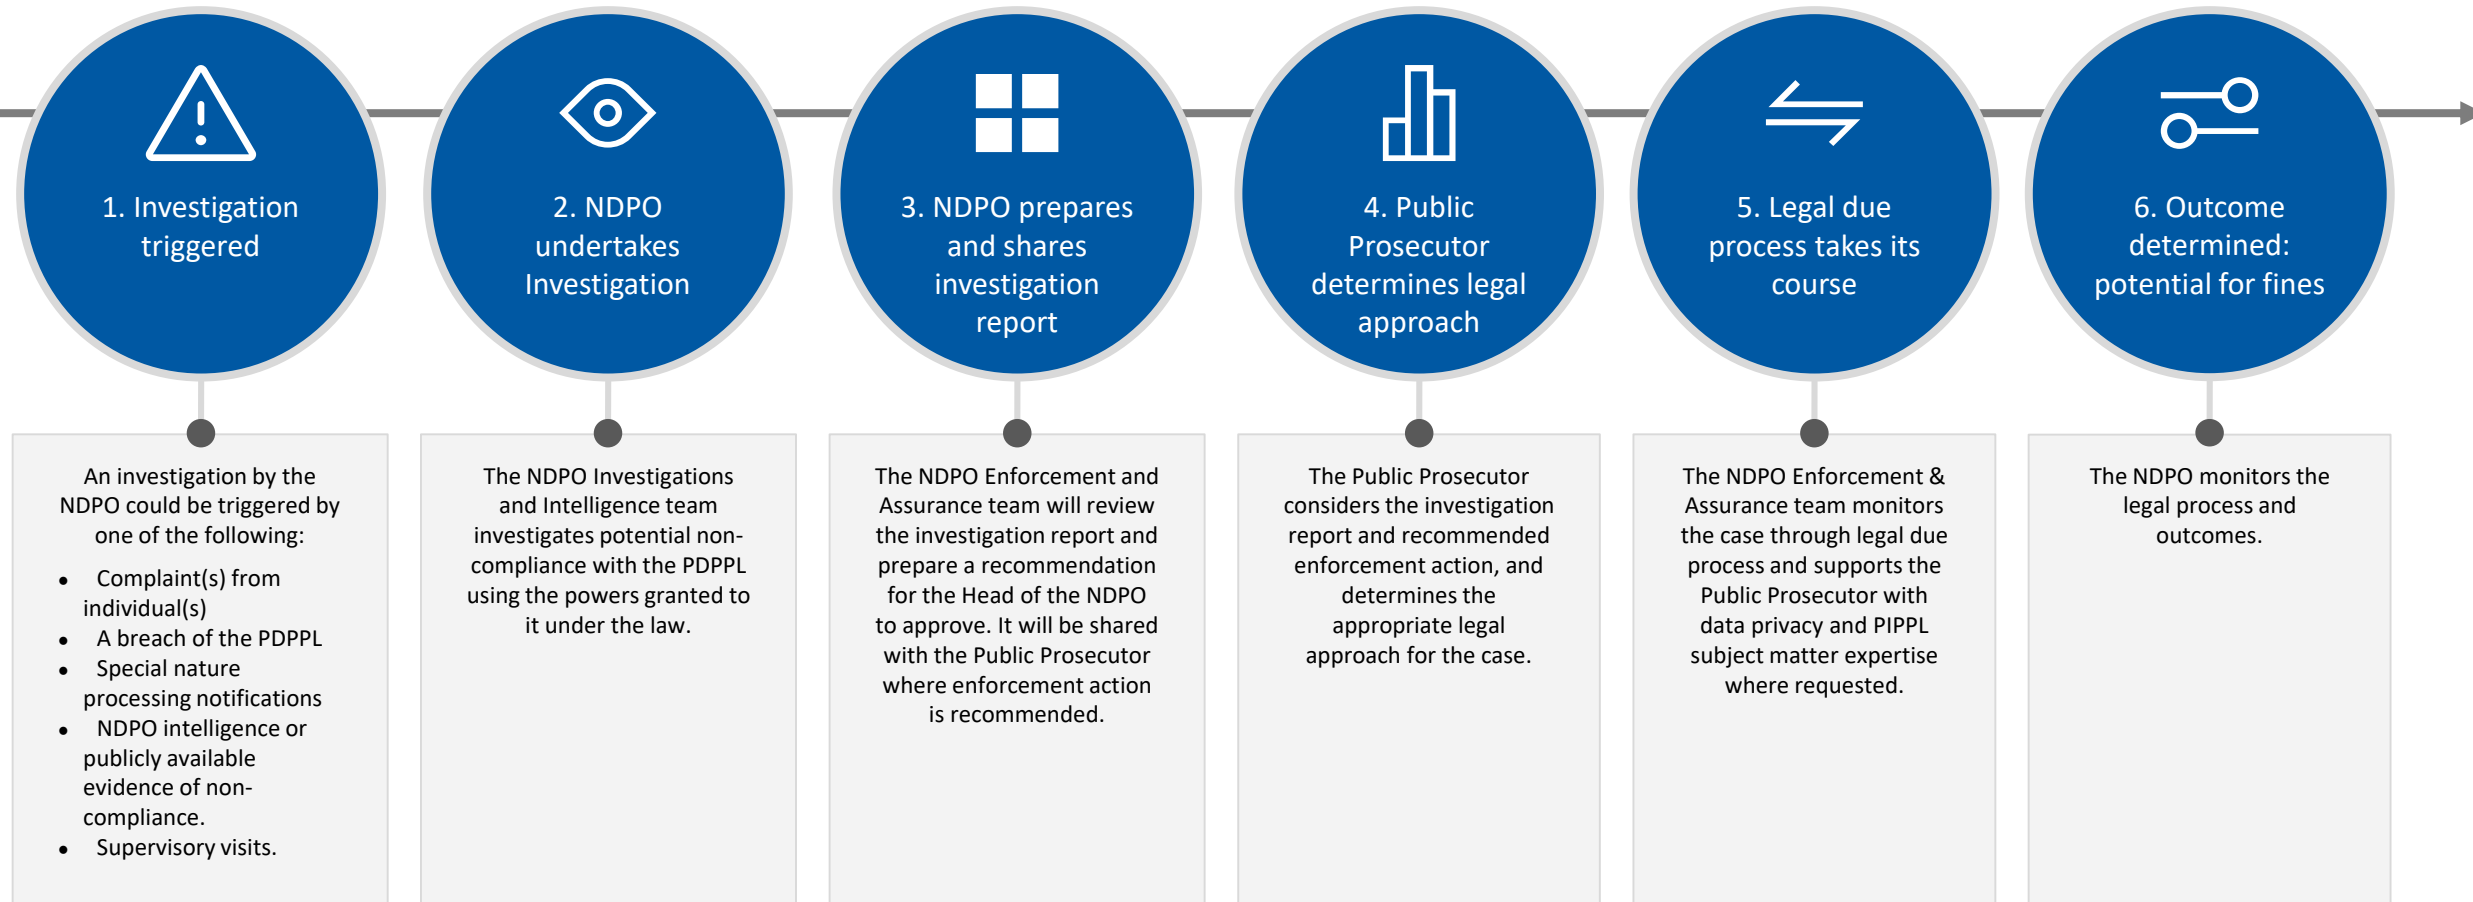 1. Investigation
triggered
2. NDPO
undertakes
Investigation
3. NDPO prepares
and shares
investigation
report
4. Public
Prosecutor
determines legal
approach
5. Legal due
process takes its
course
6. Outcome
determined:
potential for fines
An investigation by the
NDPO could be triggered by
one of the following:
• Complaint(s) from
individual(s)
• A breach of the PDPPL
• Special nature
processing notifications
• NDPO intelligence or
publicly available
evidence of non-
compliance.
• Supervisory visits.
The NDPO Investigations
and Intelligence team
investigates potential non-
compliance with the PDPPL
using the powers granted to
it under the law.
The NDPO Enforcement and
Assurance team will review
the investigation report and
prepare a recommendation
for the Head of the NDPO
to approve. It will be shared
with the Public Prosecutor
where enforcement action
is recommended.
The Public Prosecutor
considers the investigation
report and recommended
enforcement action, and
determines the
appropriate legal
approach for the case.
The NDPO Enforcement &
Assurance team monitors
the case through legal due
process and supports the
Public Prosecutor with
data privacy and PIPPL
subject matter expertise
where requested.
The NDPO monitors the
legal process and
outcomes.